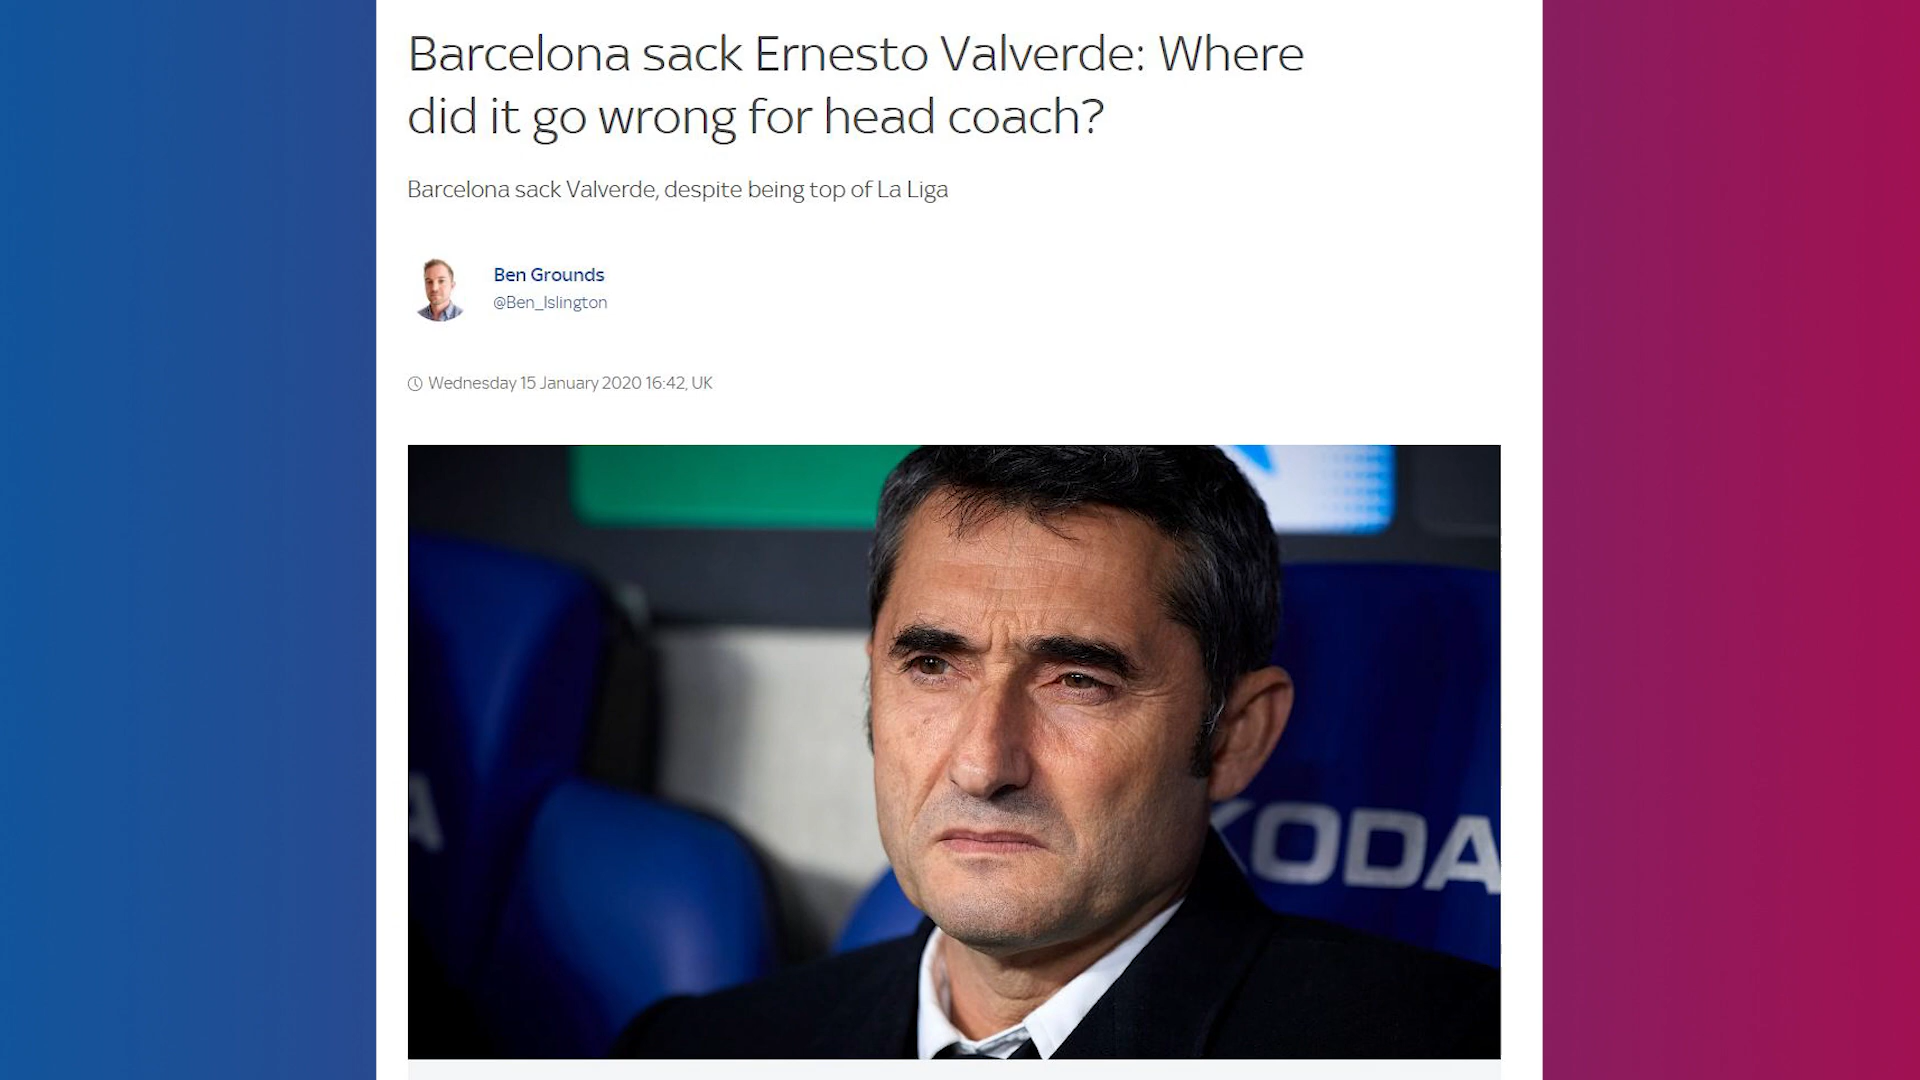 Barcelona sack Ernesto Valverde: Where
did it go wrong for head coach?
Barcelona sack Valverde, despite being top of La Liga
Ben Grounds
@Ben_Islington
Wednesday 15 January 2020 16:42, UK
KODA
A